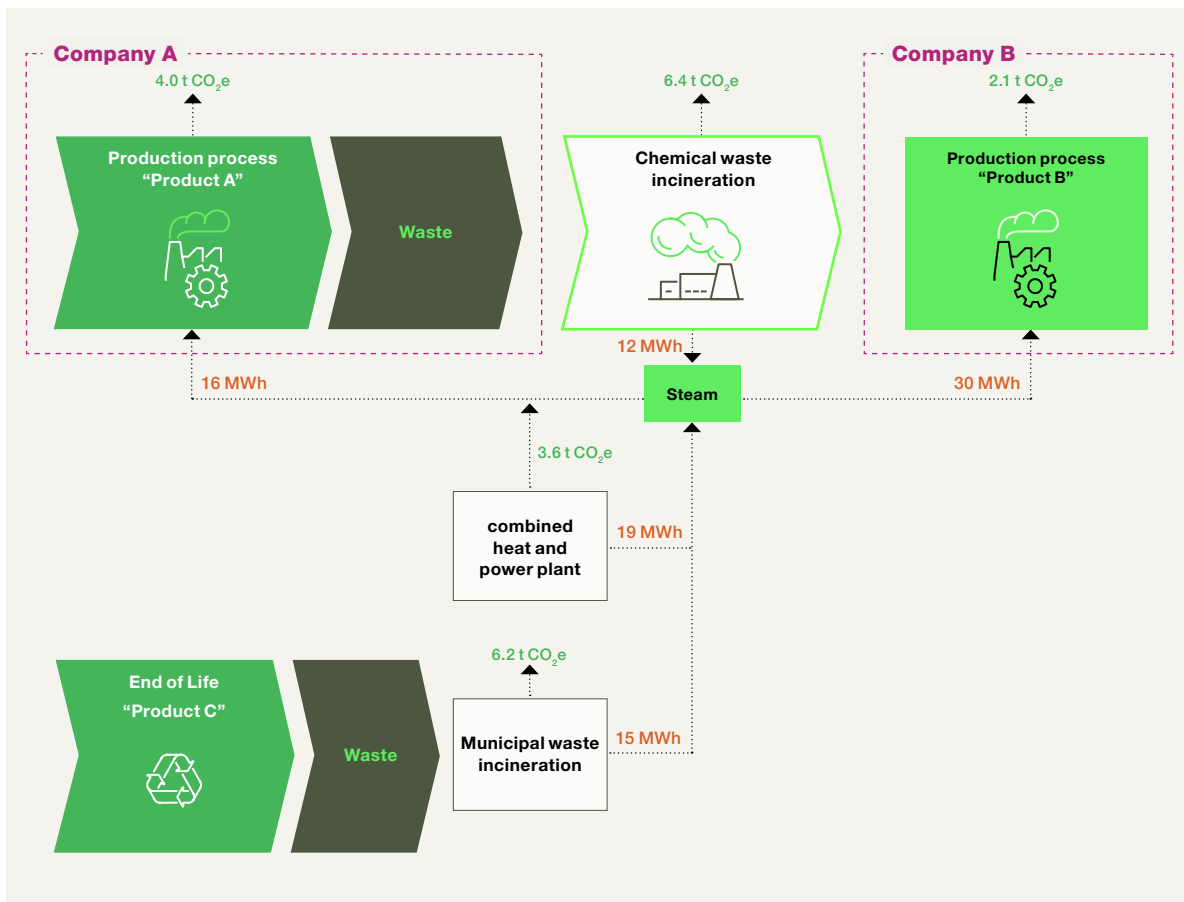 Company A
4.0 t CO₂e
Production process
“Product A”
Waste
6.4 t CO₂e
Chemical waste
incineration
Company B
2.1 t CO₂e
Production process
“Product B”
12 MWh
16 MWh
Steam
30 MWh
3.6 t CO₂e
combined
heat and
power plant
19 MWh
End of Life
“Product C”
Waste
6.2 t CO₂e
Municipal waste
incineration
15 MWh